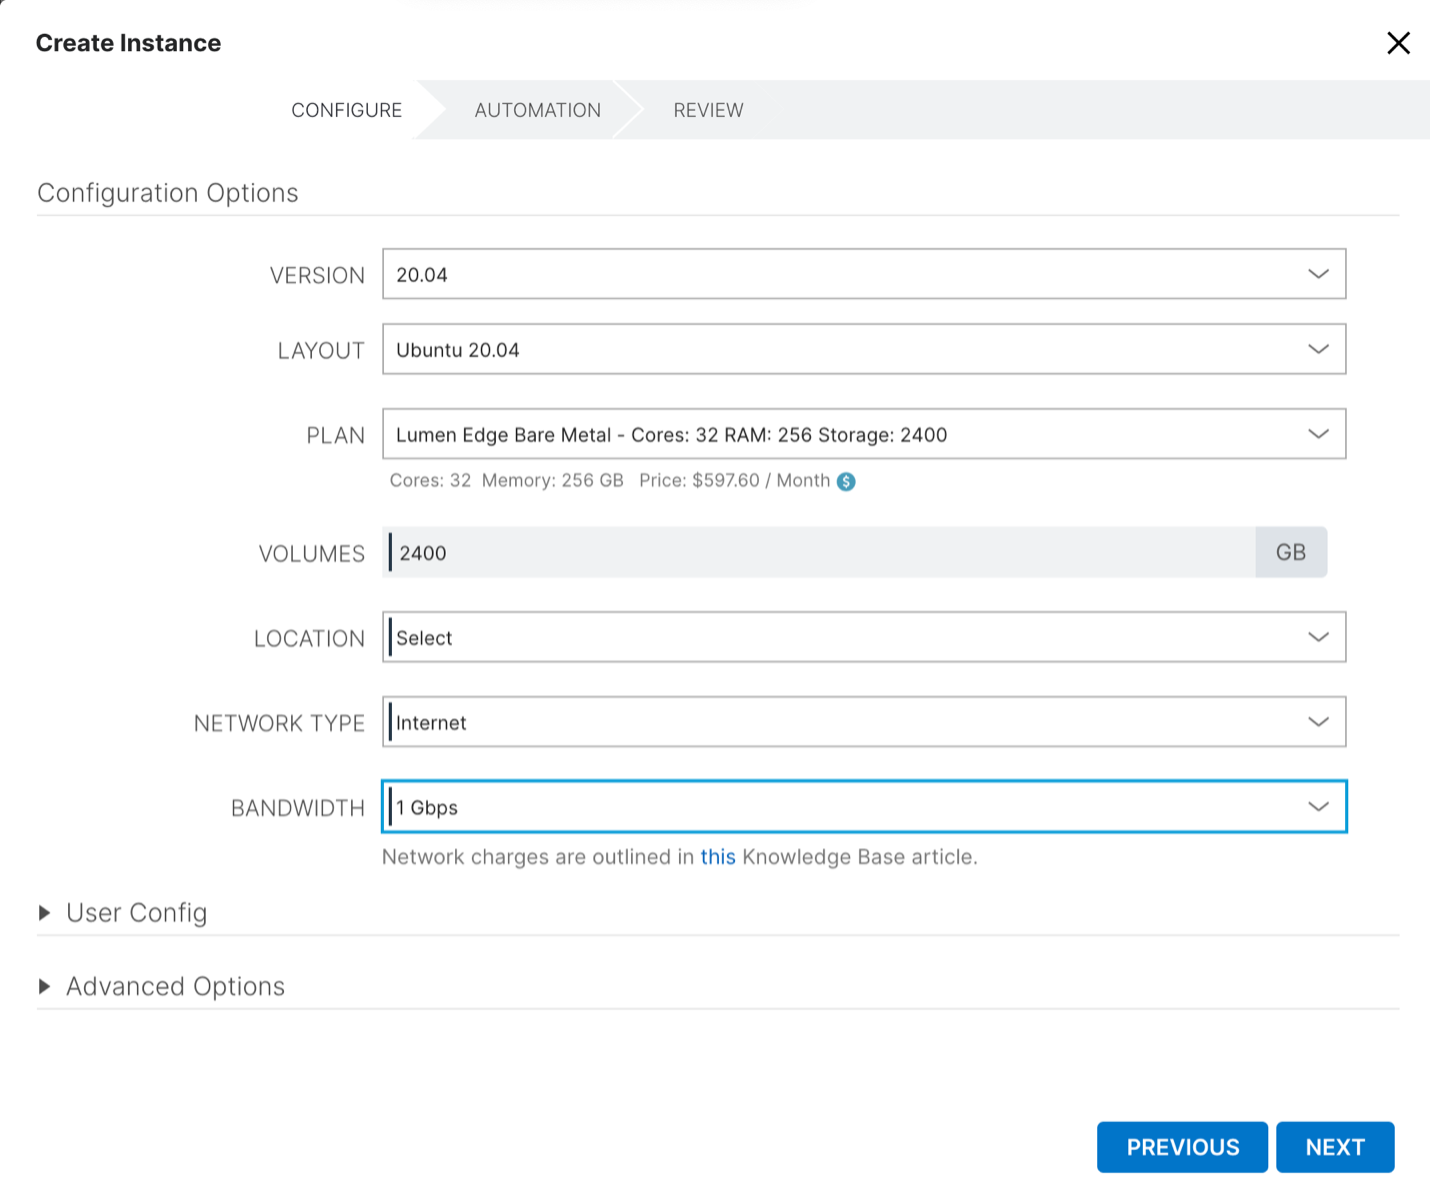 Create Instance
CONFIGURE AUTOMATION REVIEW
Configuration Options
VERSION 20.04
LAYOUT Ubuntu 20.04
PLAN Lumen Edge Bare Metal - Cores: 32 RAM: 256 Storage: 2400
Cores: 32 Memory: 256 GB Price: $597.60 / Month $
VOLUMES 2400 GB
LOCATION Select
NETWORK TYPE Internet
BANDWIDTH 1 Gbps
Network charges are outlined in this Knowledge Base article.
User Config
Advanced Options
PREVIOUS NEXT